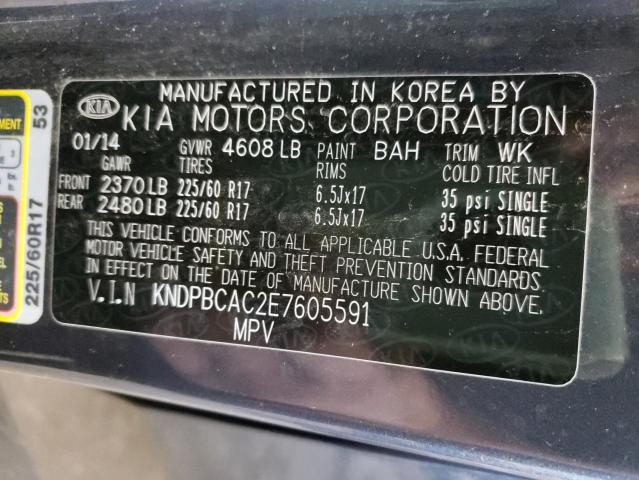 MANUFACTURED IN KOREA BY
KIA KIA MOTORS CORPORATION
01/14 GVWR 4608 LB PAINT BAH TRIM WK
GAWR TIRES RIMS COLD TIRE INFL
FRONT 2370 LB 225/60 R17 6.5Jx17 35 psi SINGLE
REAR 2480 LB 225/60 R17 6.5Jx17 35 psi SINGLE
THIS VEHICLE CONFORMS TO ALL APPLICABLE U.S.A. FEDERAL
MOTOR VEHICLE SAFETY AND THEFT PREVENTION STANDARDS
IN EFFECT ON THE DATE OF MANUFACTURE SHOWN ABOVE.
V.I.N KNDPBCAC2E7605591
MPV
53
225/60R17